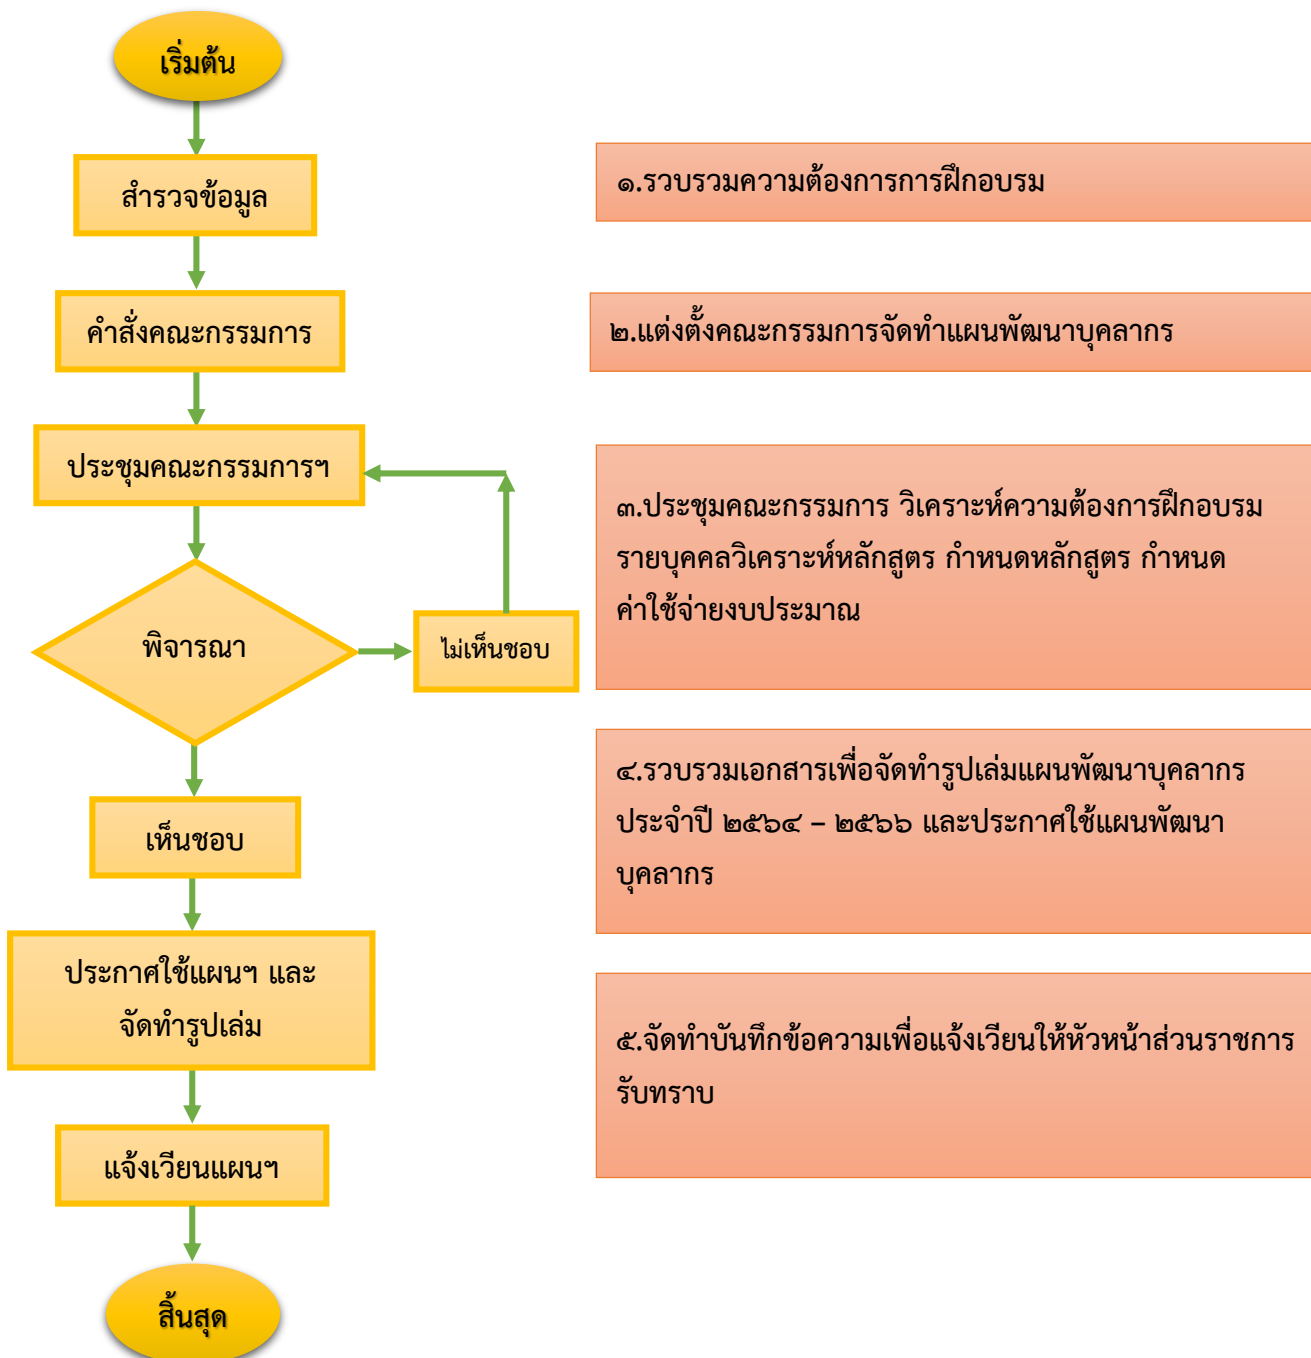 เริ่มต้น
สำรวจข้อมูล
๑.รวบรวมความต้องการการฝึกอบรม
คำสั่งคณะกรรมการ
๒.แต่งตั้งคณะกรรมการจัดทำแผนพัฒนาบุคลากร
ประชุมคณะกรรมการฯ
๓.ประชุมคณะกรรมการ วิเคราะห์ความต้องการฝึกอบรม
รายบุคคลวิเคราะห์หลักสูตร กำหนดหลักสูตร กำหนด
ค่าใช้จ่ายงบประมาณ
พิจารณา
ไม่เห็นชอบ
๔.รวบรวมเอกสารเพื่อจัดทำรูปเล่มแผนพัฒนาบุคลากร
ประจำปี ๒๕๖๔ – ๒๕๖๖ และประกาศใช้แผนพัฒนา
บุคลากร
เห็นชอบ
ประกาศใช้แผนฯ และ
จัดทำรูปเล่ม
๕.จัดทำบันทึกข้อความเพื่อแจ้งเวียนให้หัวหน้าส่วนราชการ
รับทราบ
แจ้งเวียนแผนฯ
สิ้นสุด